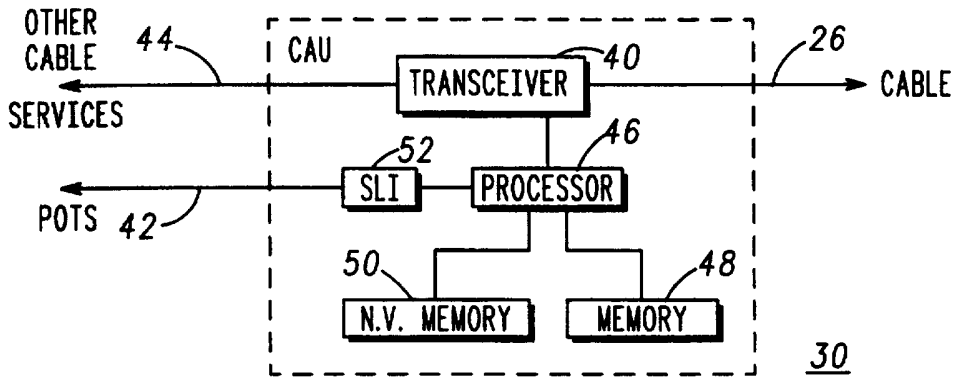 OTHER
CABLE
44
CAU
40
26
TRANSCEIVER
CABLE
SERVICES
52
46
SLI
PROCESSOR
POTS
42
50
48
N.V. MEMORY
MEMORY
30